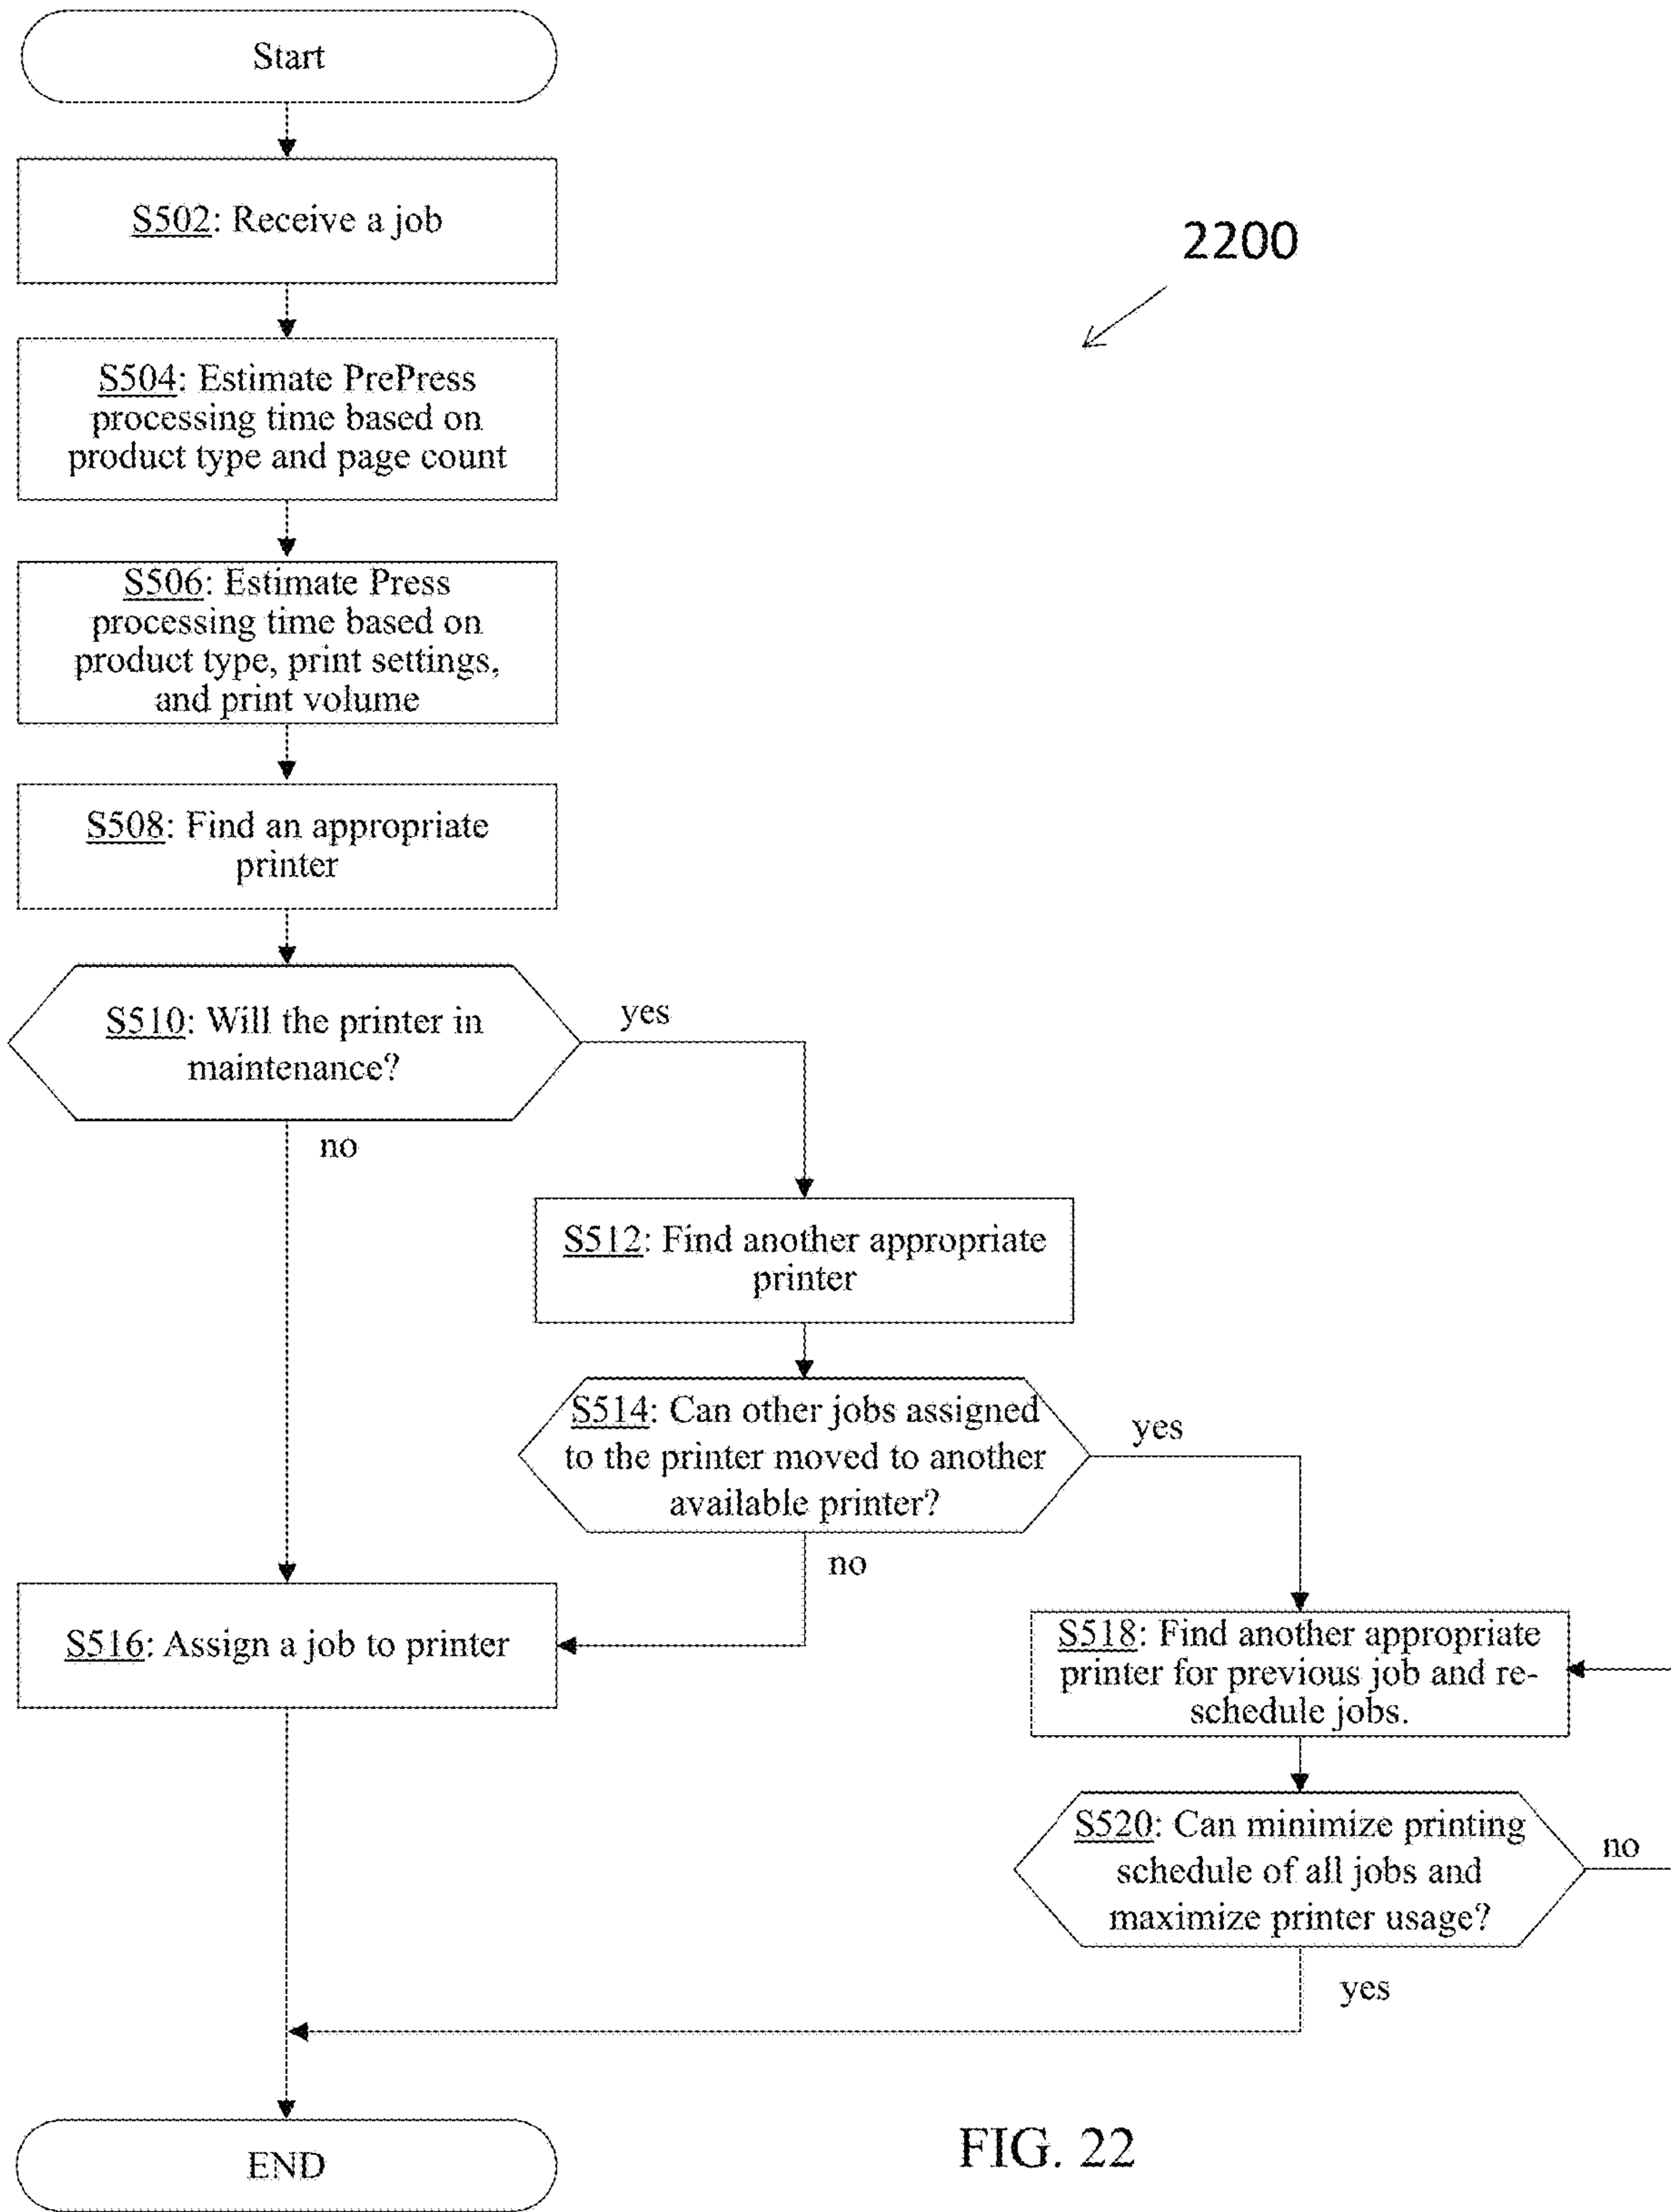 Start
S502: Receive a job
2200
S504: Estimate PrePress
processing time based on
product type and page count
S506: Estimate Press
processing time based on
product type, print settings,
and print volume
S508: Find an appropriate
printer
S510: Will the printer in
maintenance?
yes
no
S512: Find another appropriate
printer
S514: Can other jobs assigned
to the printer moved to another
available printer?
yes
no
S516: Assign a job to printer
S518: Find another appropriate
printer for previous job and re-
schedule jobs.
S520: Can minimize printing
schedule of all jobs and
maximize printer usage?
no
yes
END
FIG. 22